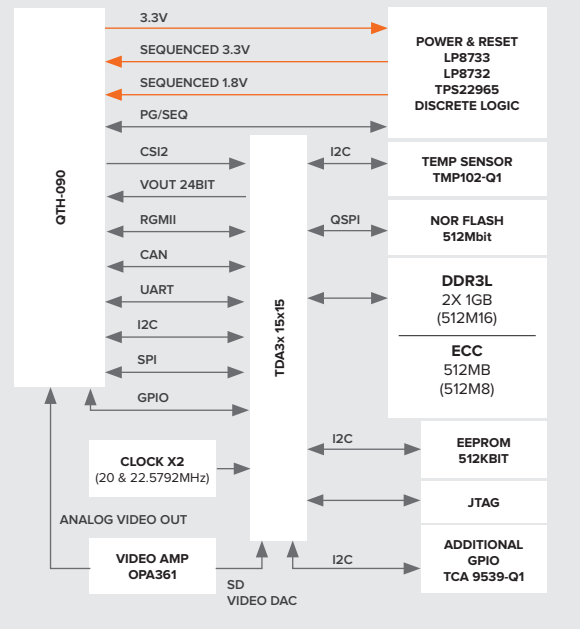 3.3V
SEQUENCED 3.3V
SEQUENCED 1.8V
PG/SEQ
POWER & RESET
LP8733
LP8732
TPS22965
DISCRETE LOGIC
QTH-090
CSI2
VOUT 24BIT
RGMII
CAN
UART
I2C
SPI
GPIO
TDA3x 15x15
I2C
TEMP SENSOR
TMP102-Q1
QSPI
NOR FLASH
512Mbit
DDR3L
2X 1GB
(512M16)
ECC
512MB
(512M8)
CLOCK X2
(20 & 22.5792MHz)
I2C
EEPROM
512KBIT
JTAG
ANALOG VIDEO OUT
VIDEO AMP
OPA361
SD
VIDEO DAC
I2C
ADDITIONAL
GPIO
TCA 9539-Q1